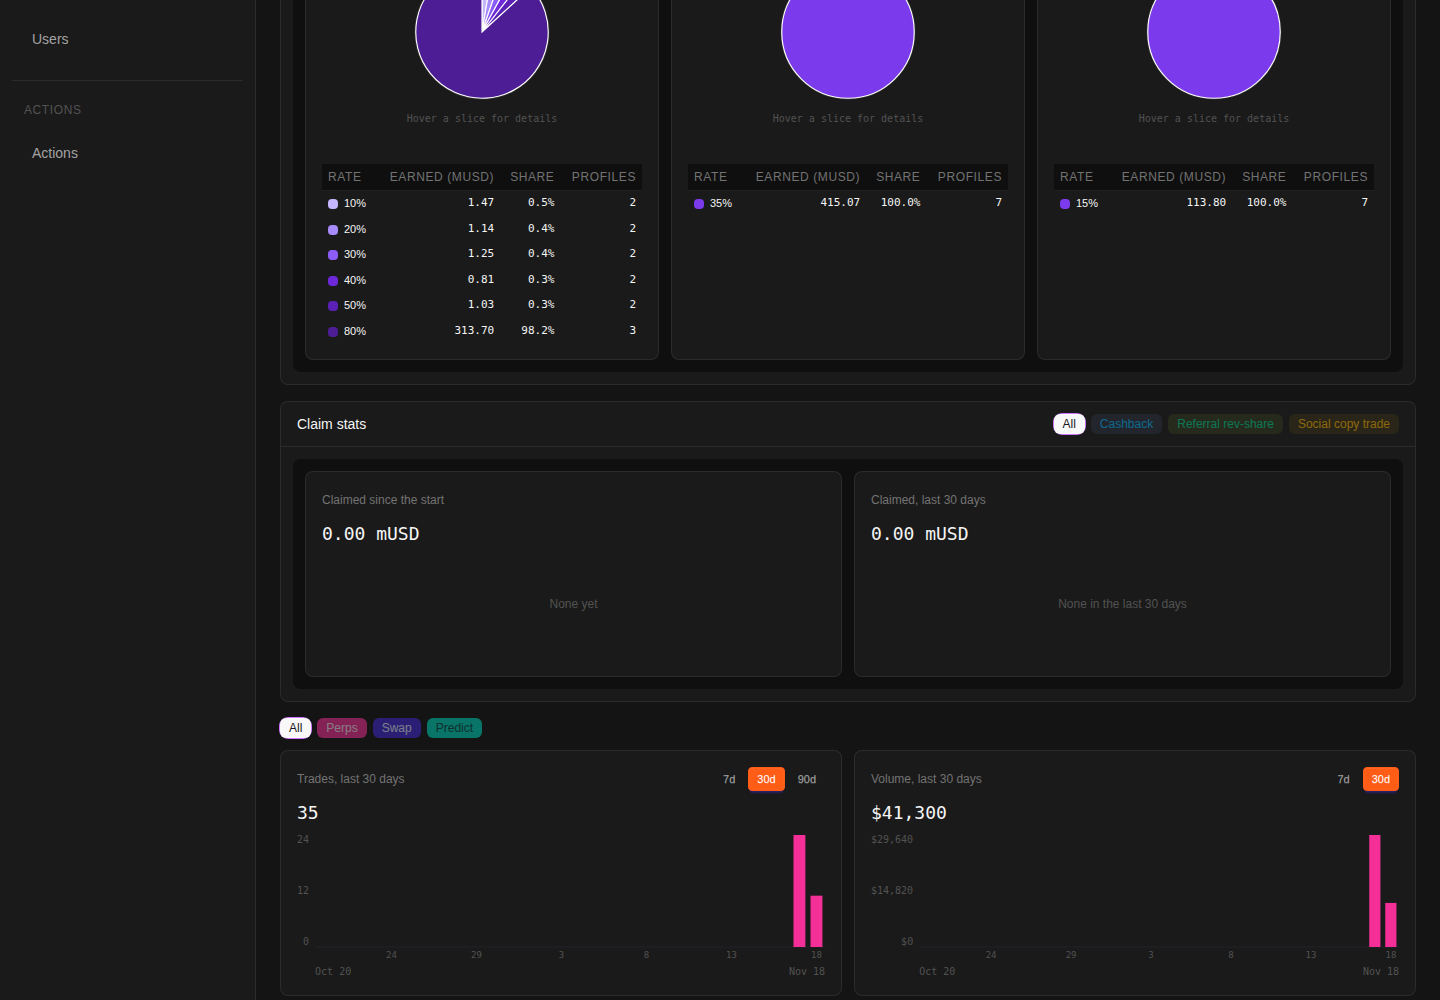 Users
ACTIONS
Actions
Hover a slice for details
RATE EARNED (MUSD) SHARE PROFILES
10% 1.47 0.5% 2
20% 1.14 0.4% 2
30% 1.25 0.4% 2
40% 0.81 0.3% 2
50% 1.03 0.3% 2
80% 313.70 98.2% 3
Hover a slice for details
RATE EARNED (MUSD) SHARE PROFILES
35% 415.07 100.0% 7
Hover a slice for details
RATE EARNED (MUSD) SHARE PROFILES
15% 113.80 100.0% 7
Claim stats
All Cashback Referral rev-share Social copy trade
Claimed since the start
0.00 mUSD
None yet
Claimed, last 30 days
0.00 mUSD
None in the last 30 days
All Perps Swap Predict
Trades, last 30 days 7d 30d 90d
35
24
12
0
24 29 3 8 13 18
Oct 20 Nov 18
Volume, last 30 days 7d 30d
$41,300
$29,640
$14,820
$0
24 29 3 8 13 18
Oct 20 Nov 18